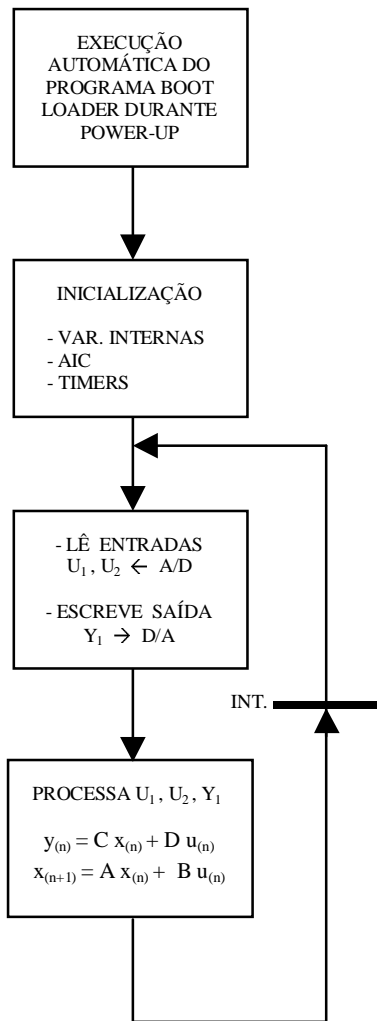 EXECUÇÃO
AUTOMÁTICA DO
PROGRAMA BOOT
LOADER DURANTE
POWER-UP
INICIALIZAÇÃO
- VAR. INTERNAS
- AIC
- TIMERS
- LÊ ENTRADAS
U₁ , U₂ ← A/D
- ESCREVE SAÍDA
Y₁ → D/A
INT.
PROCESSA U₁ , U₂ , Y₁
y₍ₙ₎ = C x₍ₙ₎ + D u₍ₙ₎
x₍ₙ₊₁₎ = A x₍ₙ₎ + B u₍ₙ₎